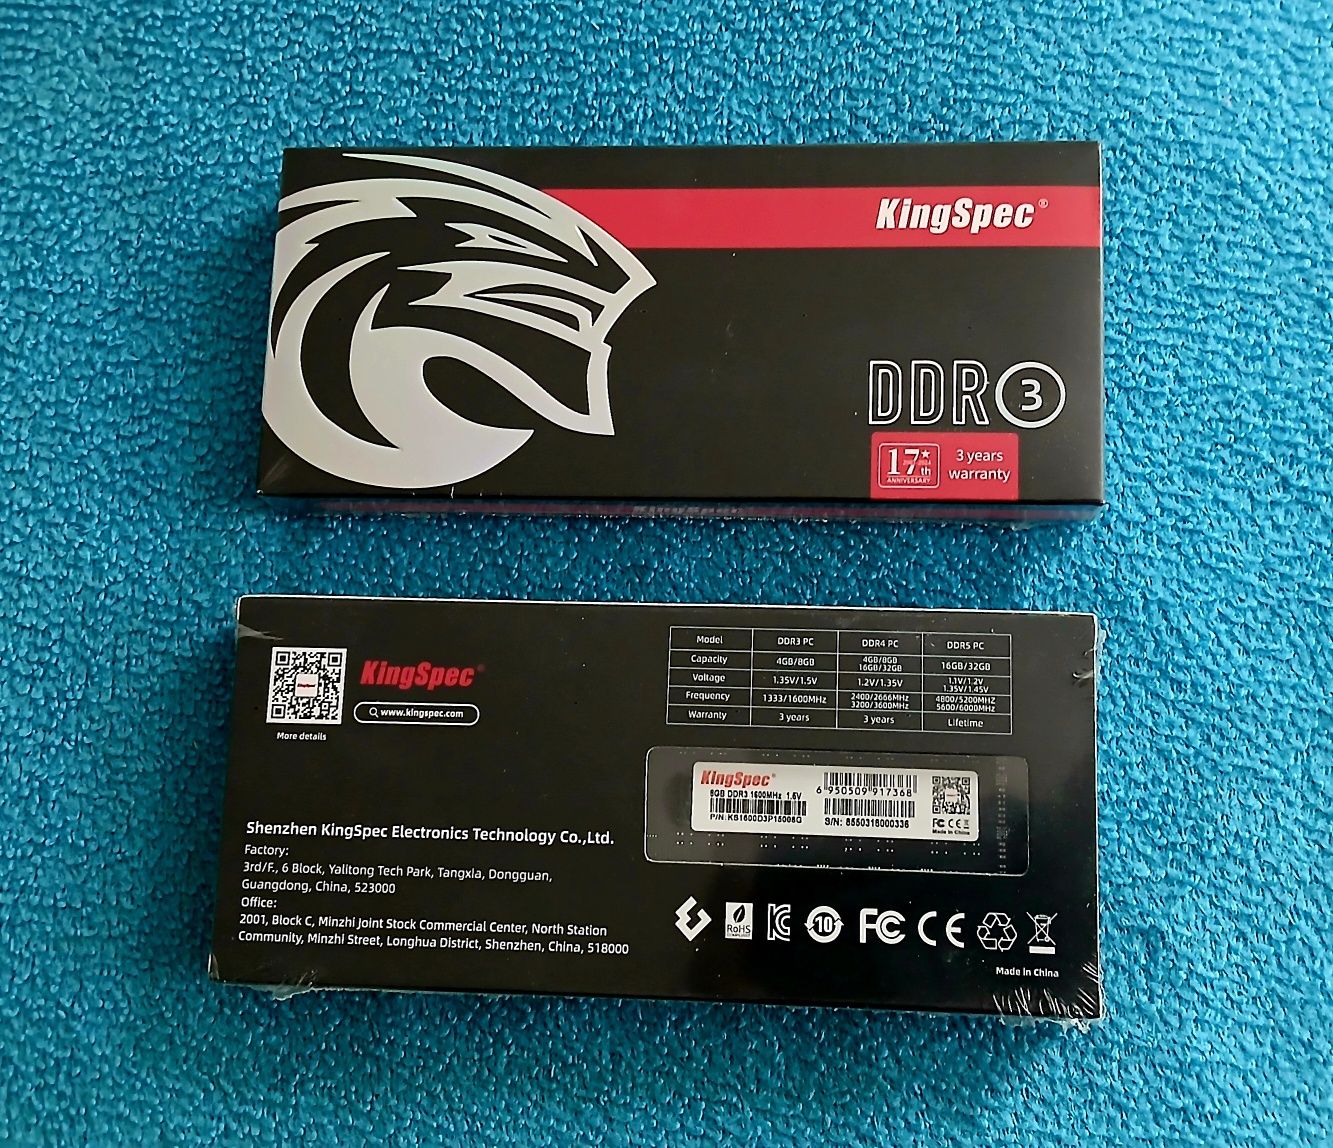 KingSpec®
DDR3
17th
ANNIVERSARY
3 years
warranty
KingSpec®
www.kingspec.com
More details
Model DDR3 PC DDR4 PC DDR5 PC
Capacity 4GB/8GB 4GB/8GB 16GB/32GB 16GB/32GB
Voltage 1.35V/1.5V 1.2V/1.35V 1.1V/1.2V 1.35V/1.45V
Frequency 1333/1600MHz 2400/2666MHz 3200/3600MHz 4800/5200MHZ 5600/6000MHz
Warranty 3 years 3 years Lifetime
KingSpec®
8GB DDR3 1600MHz 1.5V
P/N: KS1600D3P15008G
6 950509 917368
S/N: 8550316000336
Made in China
Shenzhen KingSpec Electronics Technology Co.,Ltd.
Factory:
3rd/F., 6 Block, Yalitong Tech Park, Tangxia, Dongguan,
Guangdong, China, 523000
Office:
2001, Block C, Minzhi Joint Stock Commercial Center, North Station
Community, Minzhi Street, Longhua District, Shenzhen, China, 518000
RoHS
10
FC CE
Made in China